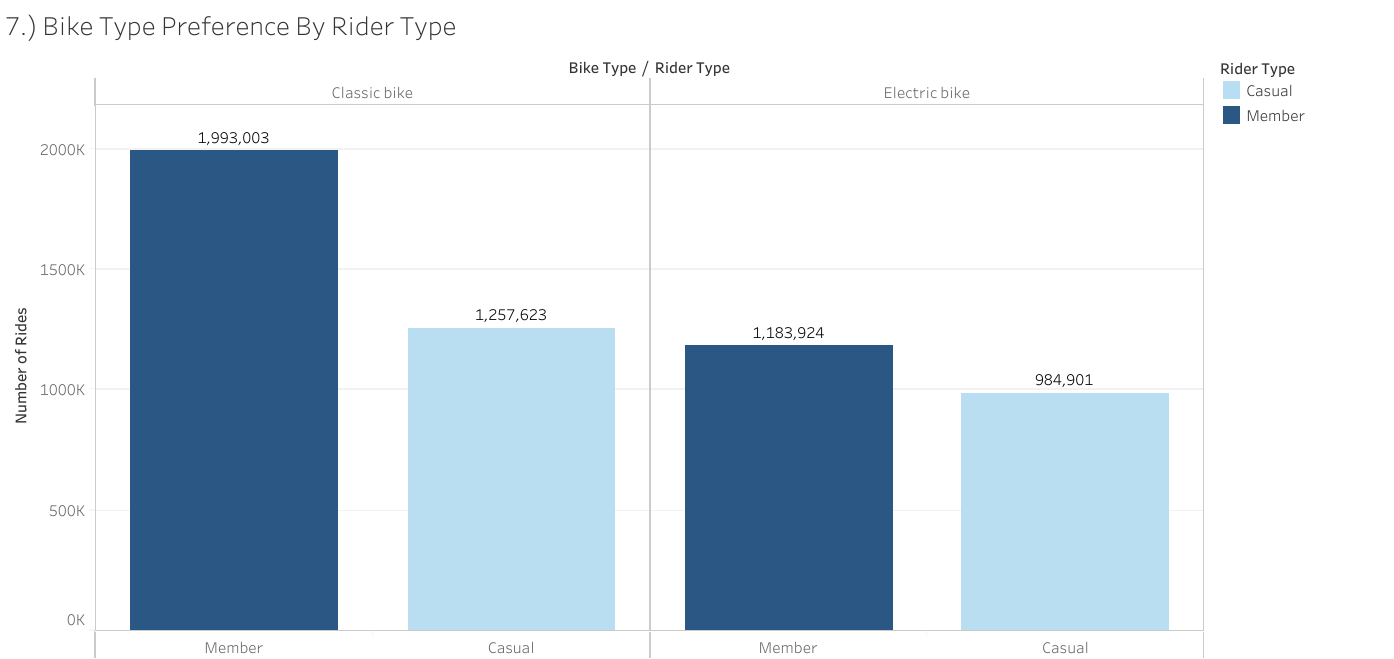 7.) Bike Type Preference By Rider Type
Bike Type / Rider Type
Classic bike
Electric bike
Rider Type
Casual
Member
Number of Rides
2000K
1500K
1000K
500K
0K
1,993,003
1,257,623
1,183,924
984,901
Member
Casual
Member
Casual